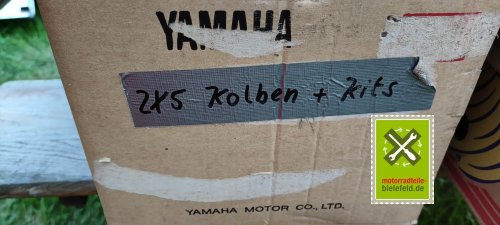 YAMAHA
2X5 Kolben + Kits
motorradteile-
bielefeld.de
YAMAHA MOTOR CO., LTD.